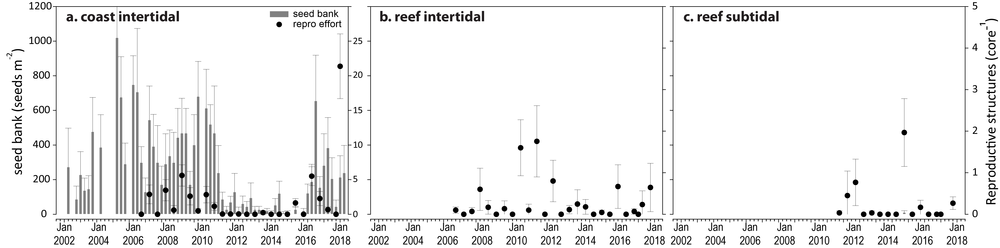 1200
1000
800
600
400
200
0
seed bank (seeds m-2)
a. coast intertidal
seed bank
repro effort
25
20
15
10
5
0
Jan 2002
Jan 2004
Jan 2006
Jan 2008
Jan 2010
Jan 2012
Jan 2014
Jan 2016
Jan 2018
b. reef intertidal
Jan 2002
Jan 2004
Jan 2006
Jan 2008
Jan 2010
Jan 2012
Jan 2014
Jan 2016
Jan 2018
c. reef subtidal
5
4
3
2
1
0
Jan 2002
Jan 2004
Jan 2006
Jan 2008
Jan 2010
Jan 2012
Jan 2014
Jan 2016
Jan 2018
Reproductive structures (core-1)